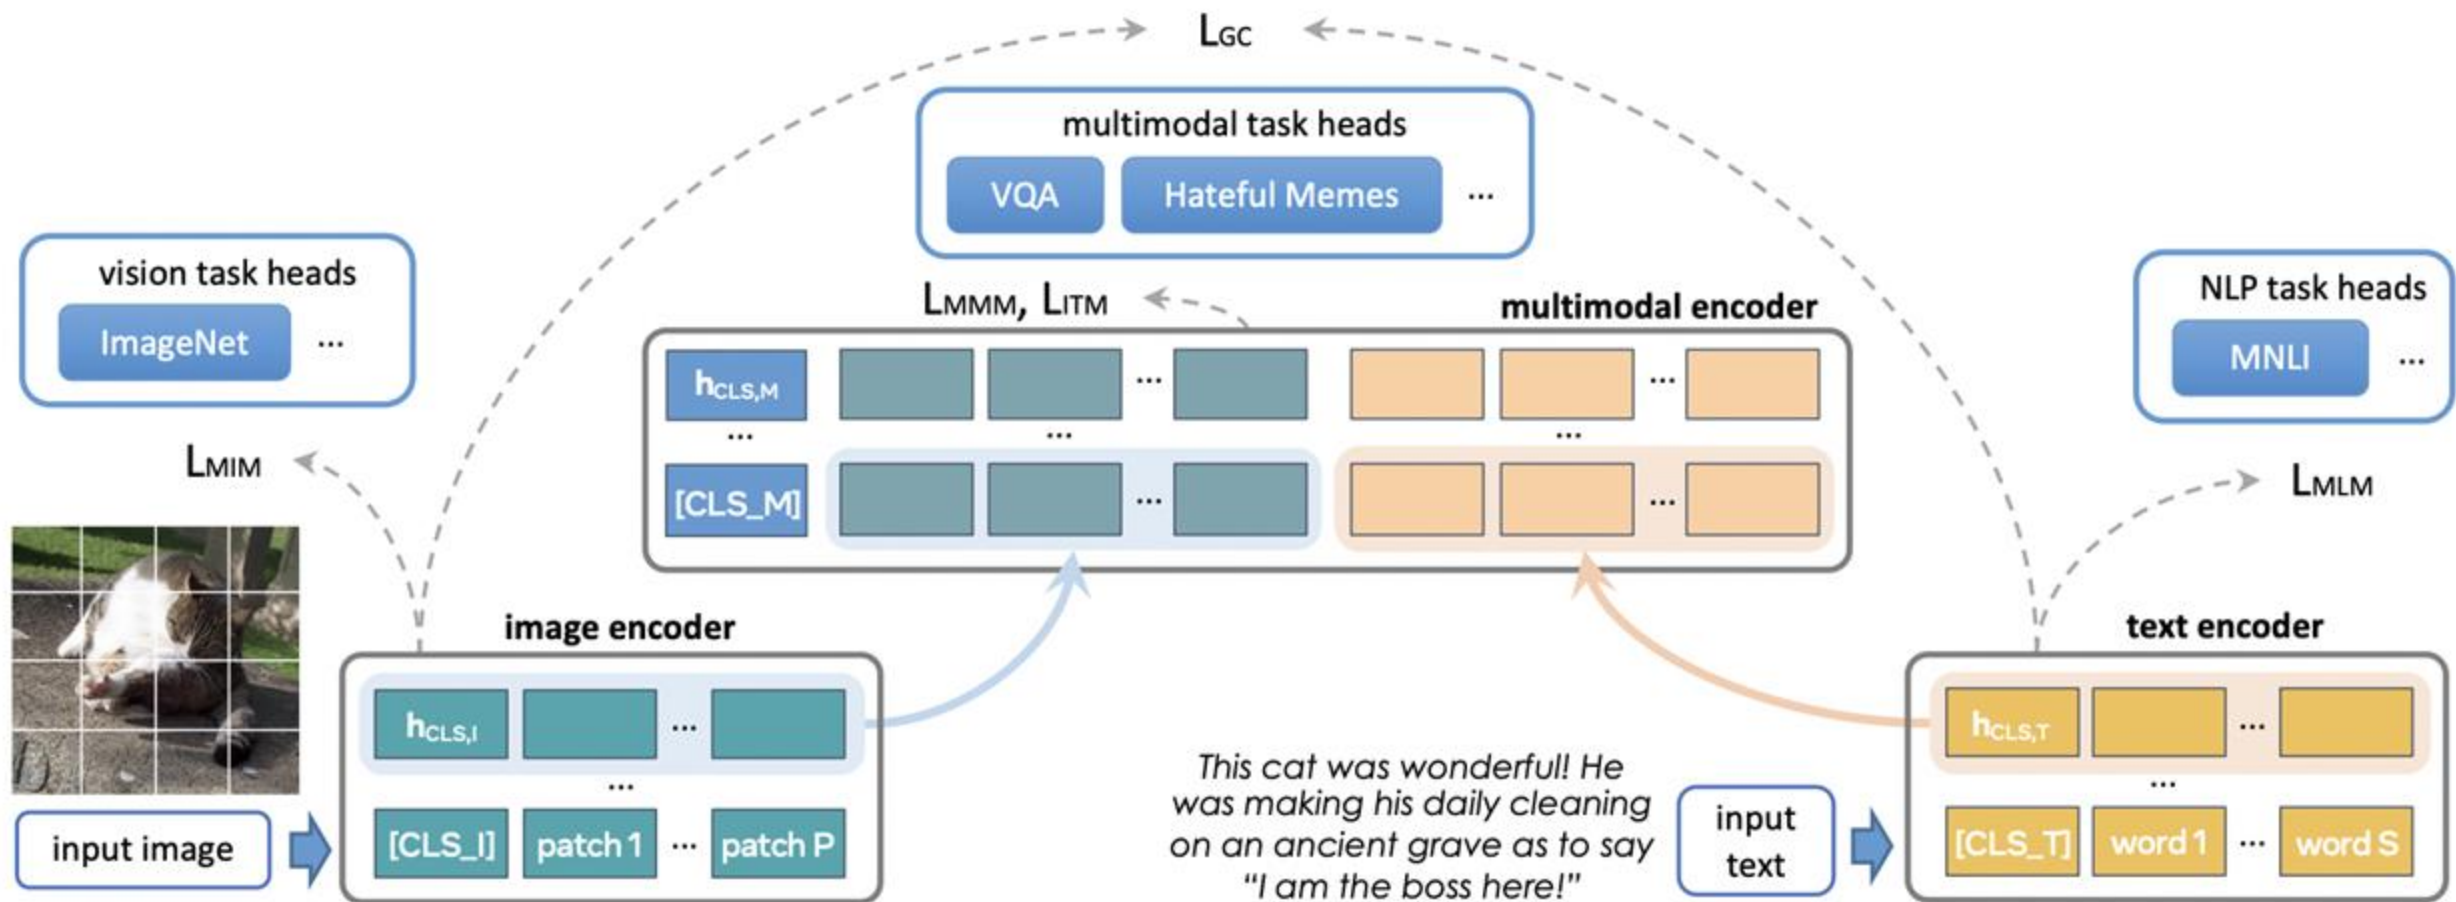 LGC
multimodal task heads
VQA
Hateful Memes
...
vision task heads
ImageNet
...
NLP task heads
MNLI
...
LMMM, LITM
multimodal encoder
hCLS,M
...
...
...
...
...
[CLS_M]
...
...
LMIM
LMLM
image encoder
hCLS,I
...
...
[CLS_I] patch 1 ... patch P
input image
This cat was wonderful! He
was making his daily cleaning
on an ancient grave as to say
“I am the boss here!”
input
text
text encoder
hCLS,T
...
...
[CLS_T] word 1 ... word S